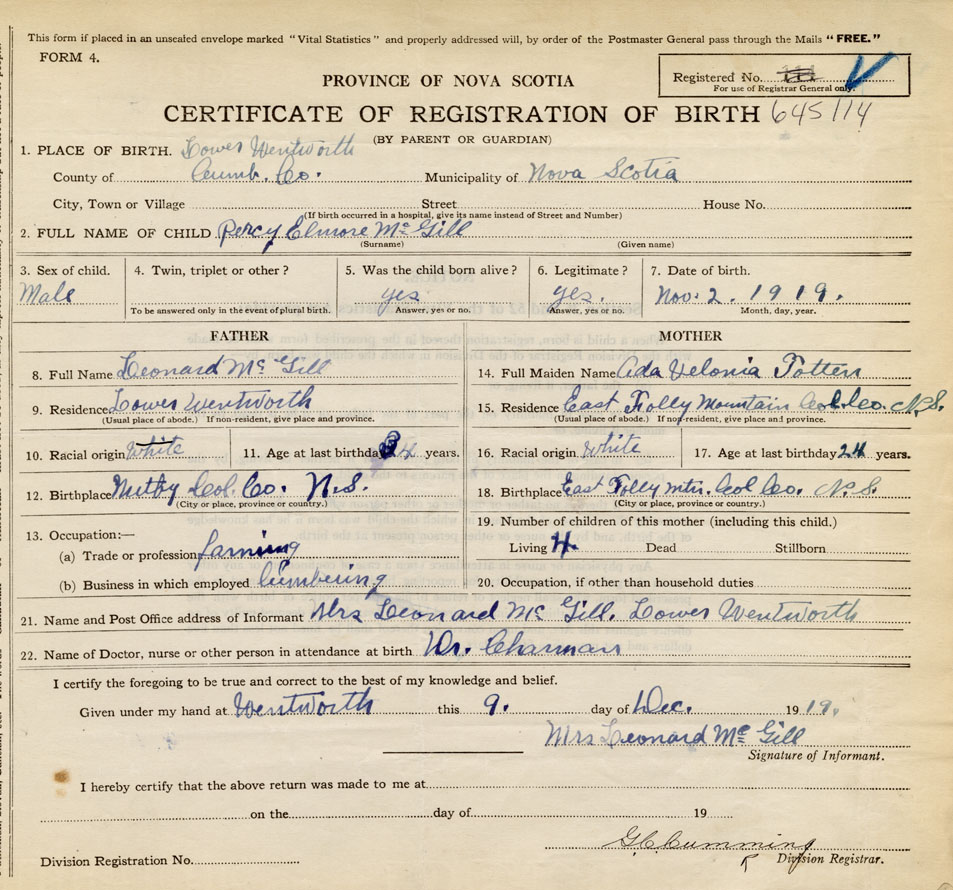 This form if placed in an unsealed envelope marked "Vital Statistics" and properly addressed will, by order of the Postmaster General pass through the Mails "FREE."
FORM 4.
Registered No.
For use of Registrar General only.
PROVINCE OF NOVA SCOTIA
CERTIFICATE OF REGISTRATION OF BIRTH 645/14
(BY PARENT OR GUARDIAN)
1. PLACE OF BIRTH. Lower Wentworth
County of Cumb. Co. Municipality of Nova Scotia
City, Town or Village Street House No.
(If birth occurred in a hospital, give its name instead of Street and Number)
2. FULL NAME OF CHILD Percy Elmore Mc Gill
(Surname) (Given name)
3. Sex of child. 4. Twin, triplet or other? 5. Was the child born alive? 6. Legitimate? 7. Date of birth.
Male yes yes. Nov. 2. 1919.
To be answered only in the event of plural birth. Answer, yes or no. Answer, yes or no. Month, day, year.
FATHER MOTHER
8. Full Name Leonard Mc Gill 14. Full Maiden Name Ada Velonia Totten
9. Residence Lower Wentworth 15. Residence East Folly Mountain Col. Co. N.S.
(Usual place of abode.) If non-resident, give place and province. (Usual place of abode.) If non-resident, give place and province.
10. Racial origin White 11. Age at last birthday years. 16. Racial origin White 17. Age at last birthday 24 years.
12. Birthplace Nutby Col. Co. N.S. 18. Birthplace East Folly mtn. Col Co. N.S.
(City or place, province or country.) (City or place, province or country.)
13. Occupation:— 19. Number of children of this mother (including this child.)
(a) Trade or profession farming Living 4. Dead Stillborn
(b) Business in which employed lumbering 20. Occupation, if other than household duties
21. Name and Post Office address of Informant Mrs Leonard Mc Gill. Lower Wentworth
22. Name of Doctor, nurse or other person in attendance at birth Dr. Charman
I certify the foregoing to be true and correct to the best of my knowledge and belief.
Given under my hand at Wentworth this 9. day of Dec. 19 19.
Mrs Leonard Mc Gill
Signature of Informant.
I hereby certify that the above return was made to me at
on the day of 19
G C Cumming
Division Registration No. Division Registrar.